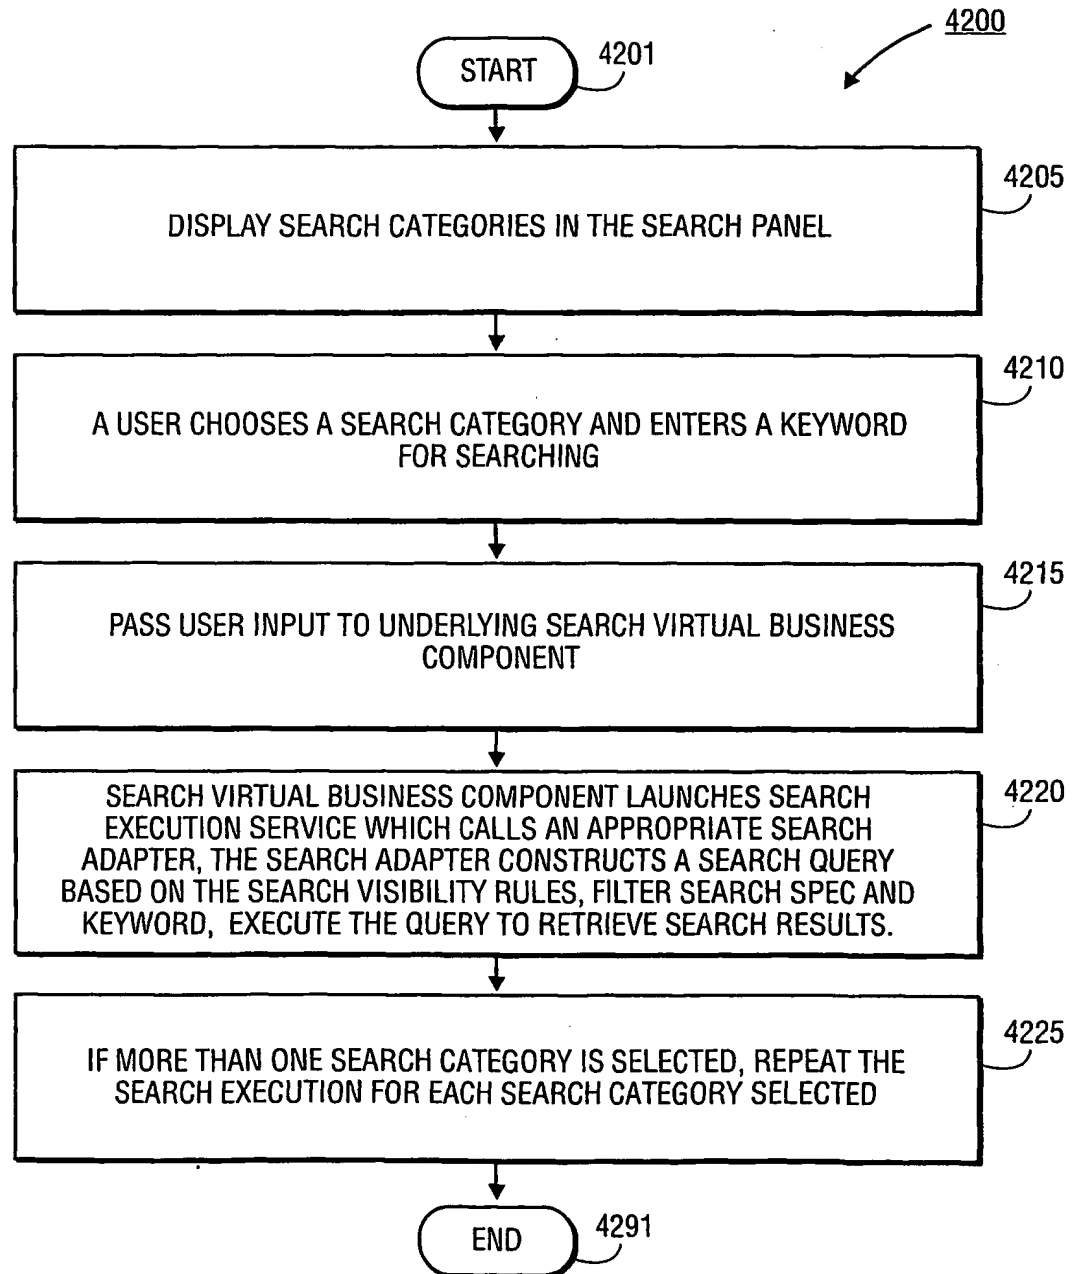 4200
START
4201
DISPLAY SEARCH CATEGORIES IN THE SEARCH PANEL
4205
A USER CHOOSES A SEARCH CATEGORY AND ENTERS A KEYWORD
FOR SEARCHING
4210
PASS USER INPUT TO UNDERLYING SEARCH VIRTUAL BUSINESS
COMPONENT
4215
SEARCH VIRTUAL BUSINESS COMPONENT LAUNCHES SEARCH
EXECUTION SERVICE WHICH CALLS AN APPROPRIATE SEARCH
ADAPTER, THE SEARCH ADAPTER CONSTRUCTS A SEARCH QUERY
BASED ON THE SEARCH VISIBILITY RULES, FILTER SEARCH SPEC AND
KEYWORD, EXECUTE THE QUERY TO RETRIEVE SEARCH RESULTS.
4220
IF MORE THAN ONE SEARCH CATEGORY IS SELECTED, REPEAT THE
SEARCH EXECUTION FOR EACH SEARCH CATEGORY SELECTED
4225
END
4291